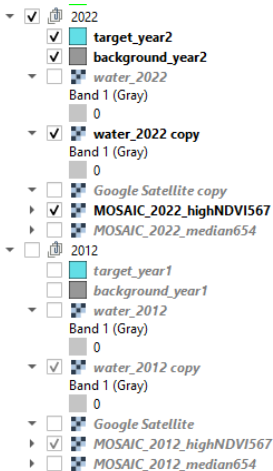 2022
target_year2
background_year2
water_2022
Band 1 (Gray)
0
water_2022 copy
Band 1 (Gray)
0
Google Satellite copy
MOSAIC_2022_highNDVI567
MOSAIC_2022_median654
2012
target_year1
background_year1
water_2012
Band 1 (Gray)
0
water_2012 copy
Band 1 (Gray)
0
Google Satellite
MOSAIC_2012_highNDVI567
MOSAIC_2012_median654